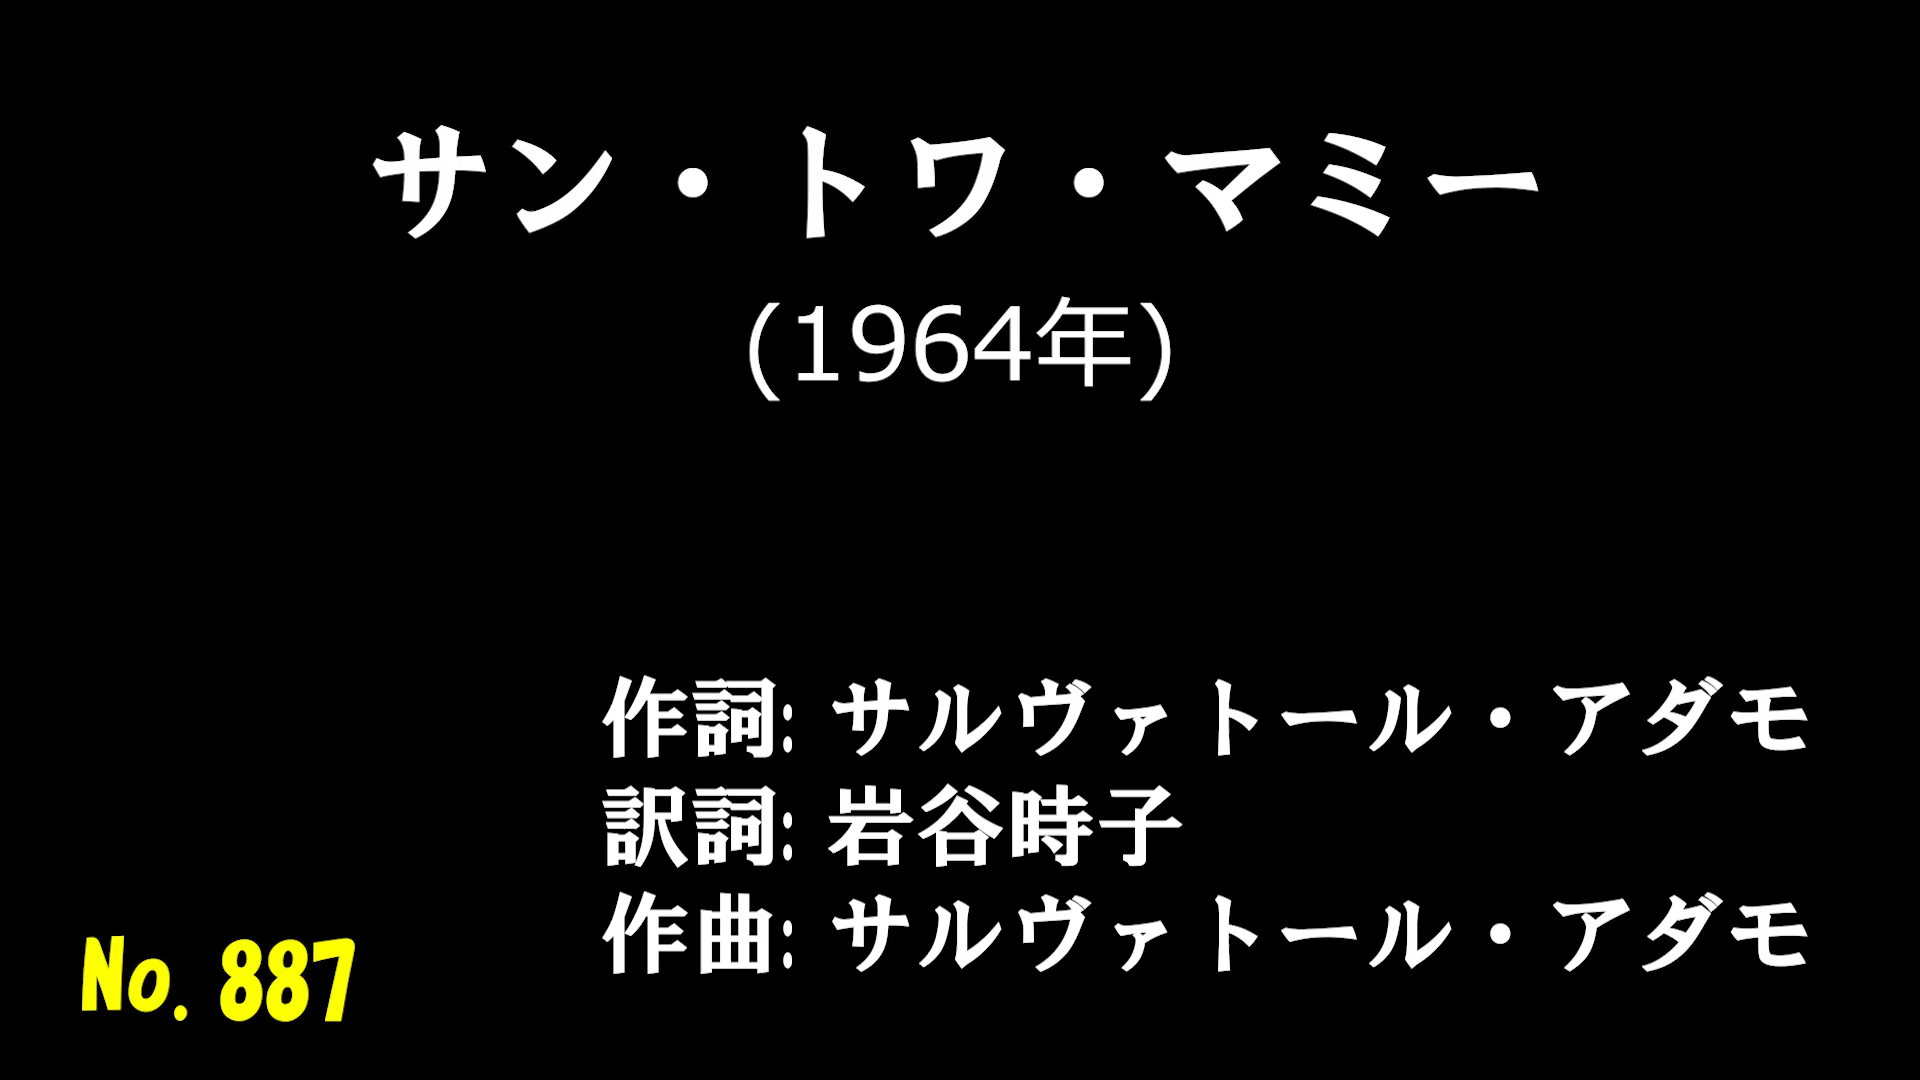 サン・トワ・マミー
(1964年)
作詞: サルヴァトール・アダモ
訳詞: 岩谷時子
作曲: サルヴァトール・アダモ
No. 887